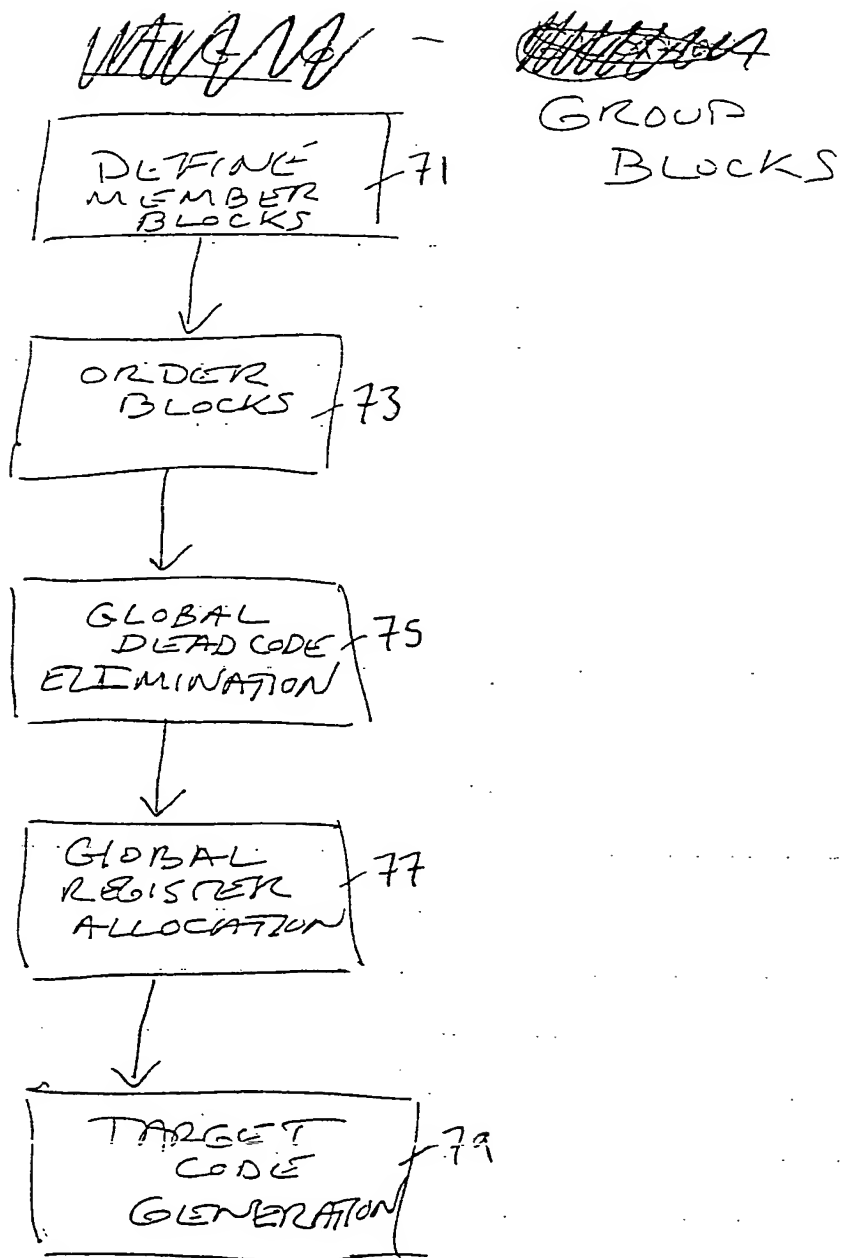 GROUP
BLOCKS
DEFINE
MEMBER
BLOCKS
71
ORDER
BLOCKS
73
GLOBAL
DEAD CODE
ELIMINATION
75
GLOBAL
REGISTER
ALLOCATION
77
TARGET
CODE
GENERATION
79